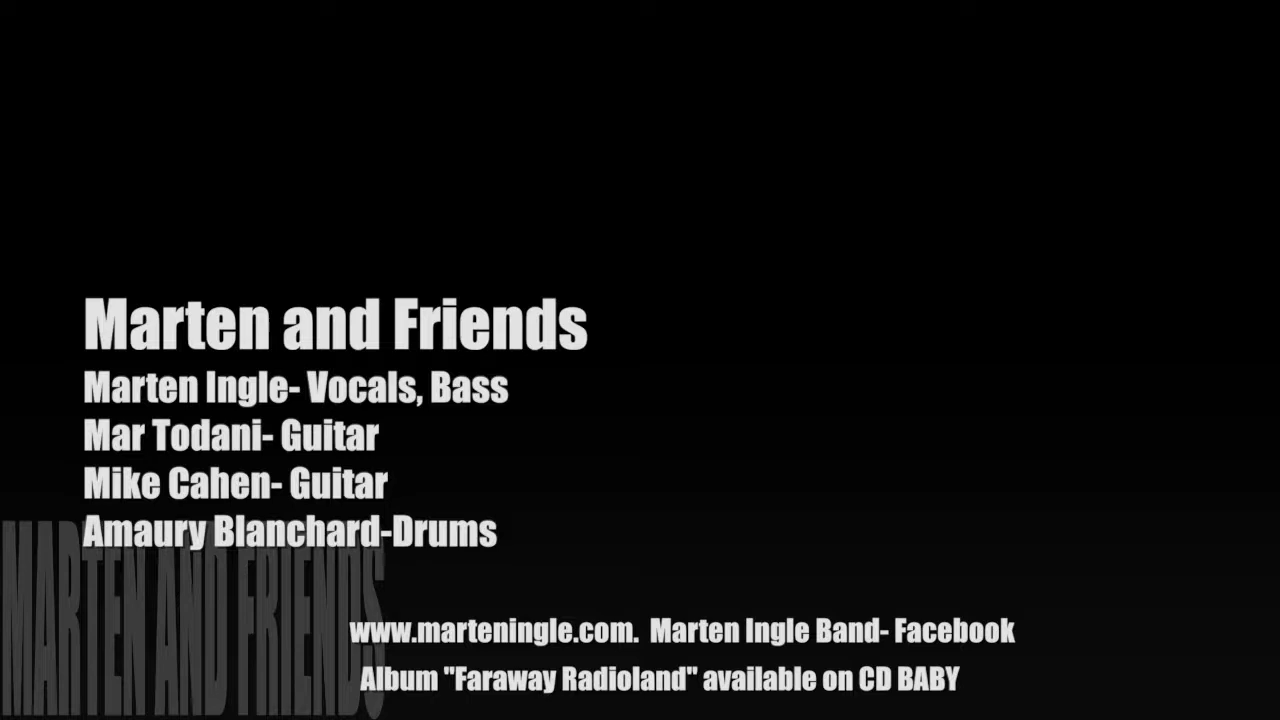 Marten and Friends
Marten Ingle- Vocals, Bass
Mar Todani- Guitar
Mike Cahen- Guitar
Amaury Blanchard-Drums
MARTEN AND FRIENDS
www.marteningle.com.  Marten Ingle Band- Facebook
Album "Faraway Radioland" available on CD BABY